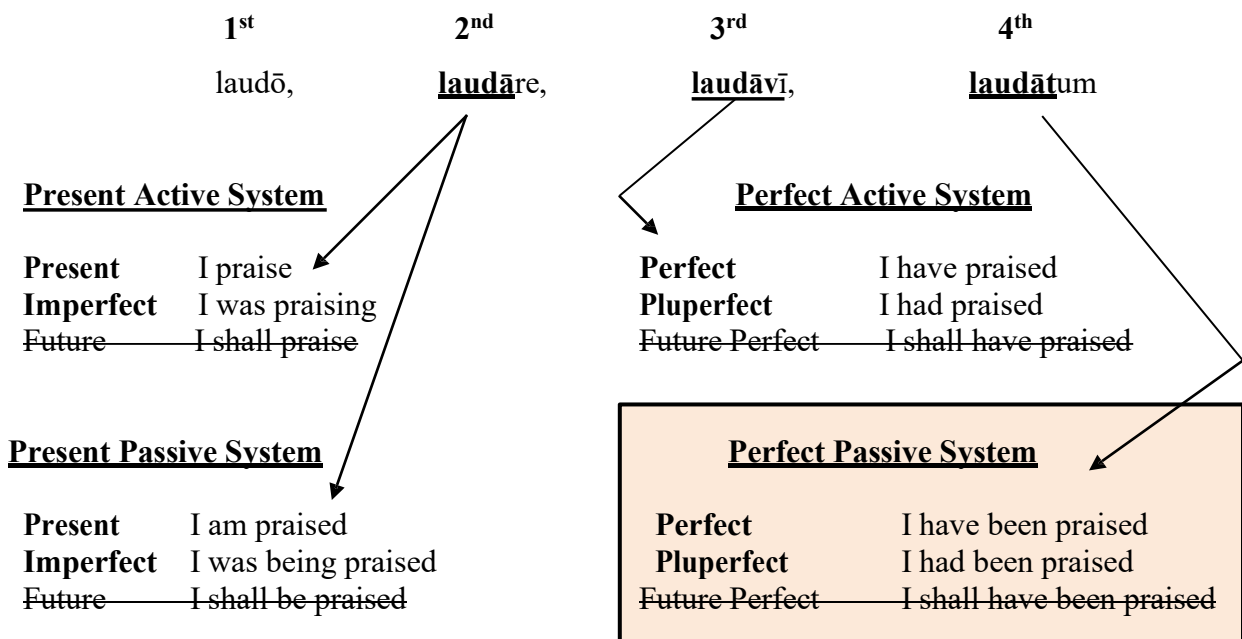 1st 2nd 3rd 4th
laudō, laudāre, laudāvī, laudātum
Present Active System
Perfect Active System
Present I praise
Imperfect I was praising
Future I shall praise
Perfect I have praised
Pluperfect I had praised
Future Perfect I shall have praised
Present Passive System
Perfect Passive System
Present I am praised
Imperfect I was being praised
Future I shall be praised
Perfect I have been praised
Pluperfect I had been praised
Future Perfect I shall have been praised